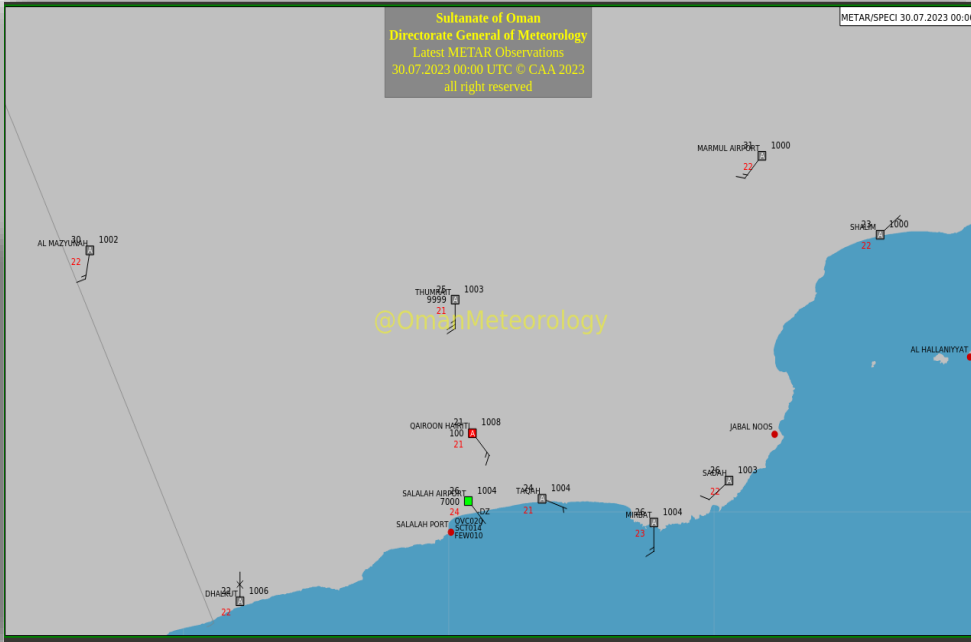 Sultanate of Oman
Directorate General of Meteorology
Latest METAR Observations
30.07.2023 00:00 UTC © CAA 2023
all right reserved
METAR/SPECI 30.07.2023 00:00
31 1000
MARMUL AIRPORT A
22
23 1000
SHALIM A
22
30 1002
AL MAZYUNAH A
22
25 1003
THUMRAIT
9999 A
21
@OmanMeteorology
AL HALLANIYYAT
21 1008
QAIROON HAIRITI
100 A
21
JABAL NOOS
26 1003
SADAH A
22
26 1004
SALALAH AIRPORT
7000
24 -DZ
OVC020
SCT014
FEW010
24 1004
TAQAH A
21
SALALAH PORT
26 1004
MIRBAT A
23
1006
DHALKUT A
22